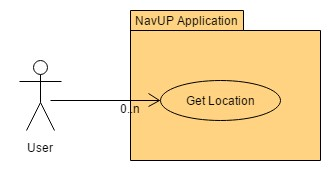 NavUP Application
Get Location
0..n
User